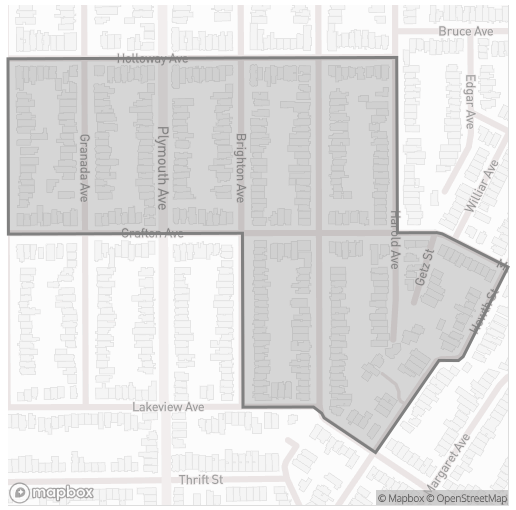 Bruce Ave
Holloway Ave
Edgar Ave
Granada Ave
Plymouth Ave
Brighton Ave
Williar Ave
Harold Ave
Grafton Ave
Getz St
Howth St
Lakeview Ave
Margaret Ave
Thrift St
mapbox
© Mapbox © OpenStreetMap